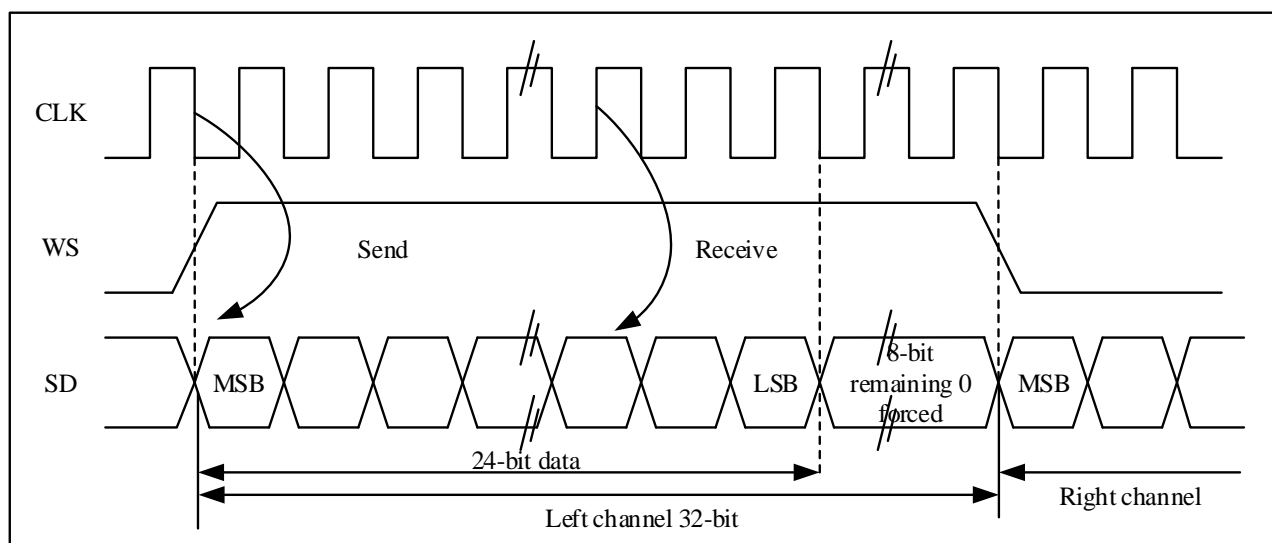 CLK
WS
Send
Receive
SD
MSB
LSB
8-bit
remaining 0
forced
MSB
24-bit data
Left channel 32-bit
Right channel